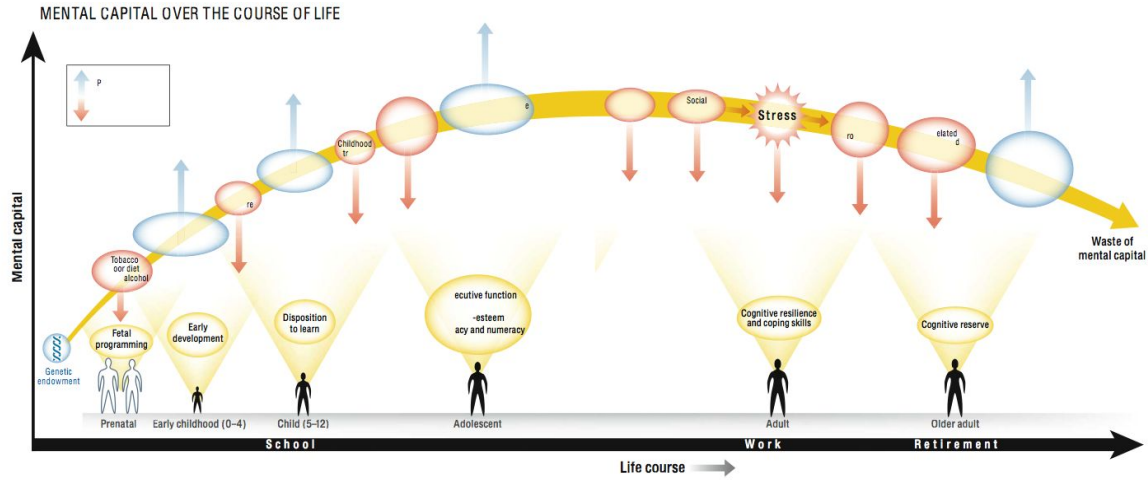 MENTAL CAPITAL OVER THE COURSE OF LIFE
P
e
Social
Stress
Childhood
tr
ro
elated
d
re
Tobacco
oor diet
alcohol
Mental capital
Waste of
mental capital
Genetic
endowment
Fetal
programming
Early
development
Disposition
to learn
ecutive function
-esteem
acy and numeracy
Cognitive resilience
and coping skills
Cognitive reserve
Prenatal
Early childhood (0–4)
Child (5–12)
Adolescent
Adult
Older adult
School
Work
Retirement
Life course